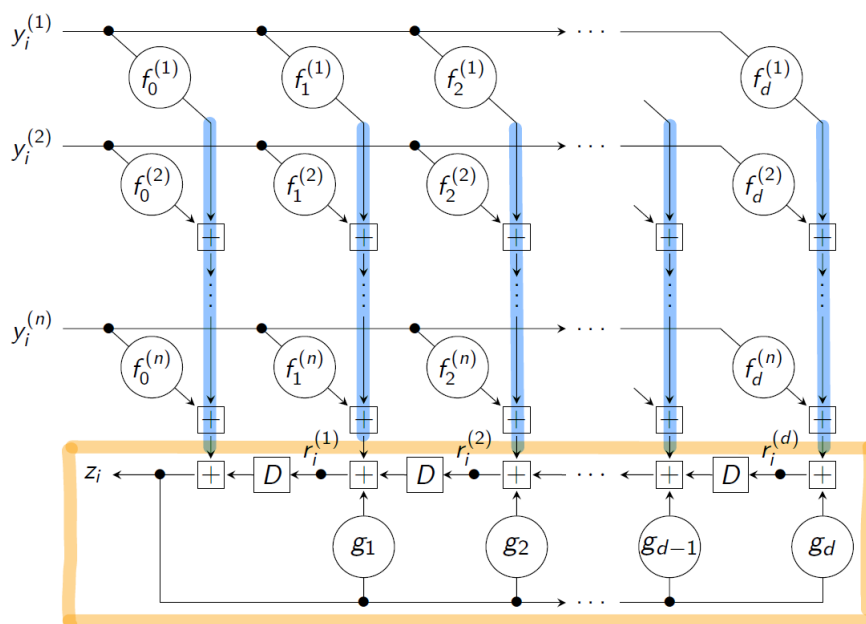 y_i^{(1)} · · ·
f_0^{(1)} f_1^{(1)} f_2^{(1)} f_d^{(1)}
y_i^{(2)} · · ·
f_0^{(2)} f_1^{(2)} f_2^{(2)} f_d^{(2)}
+ + + + +
⋮ ⋮ ⋮ ⋮ ⋮
y_i^{(n)} · · ·
f_0^{(n)} f_1^{(n)} f_2^{(n)} f_d^{(n)}
+ + + + +
r_i^{(1)} r_i^{(2)} r_i^{(d)}
z_i + D + D + · · · + D +
g_1 g_2 g_{d−1} g_d
· · ·